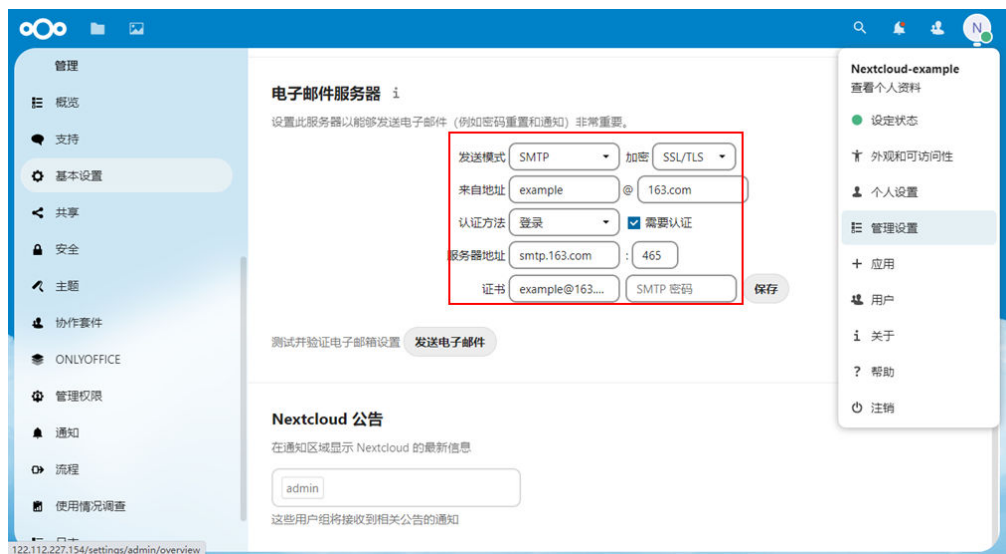 N
管理
概览
支持
基本设置
共享
安全
主题
协作套件
ONLYOFFICE
管理权限
通知
流程
使用情况调查
122.112.227.154/settings/admin/overview
电子邮件服务器 i
设置此服务器以能够发送电子邮件（例如密码重置和通知）非常重要。
发送模式 SMTP 加密 SSL/TLS
来自地址 example @ 163.com
认证方法 登录 需要认证
服务器地址 smtp.163.com : 465
证书 example@163.... SMTP 密码 保存
测试并验证电子邮箱设置 发送电子邮件
Nextcloud 公告
在通知区域显示 Nextcloud 的最新信息
admin
这些用户组将接收到相关公告的通知
Nextcloud-example
查看个人资料
设定状态
外观和可访问性
个人设置
管理设置
应用
用户
关于
帮助
注销